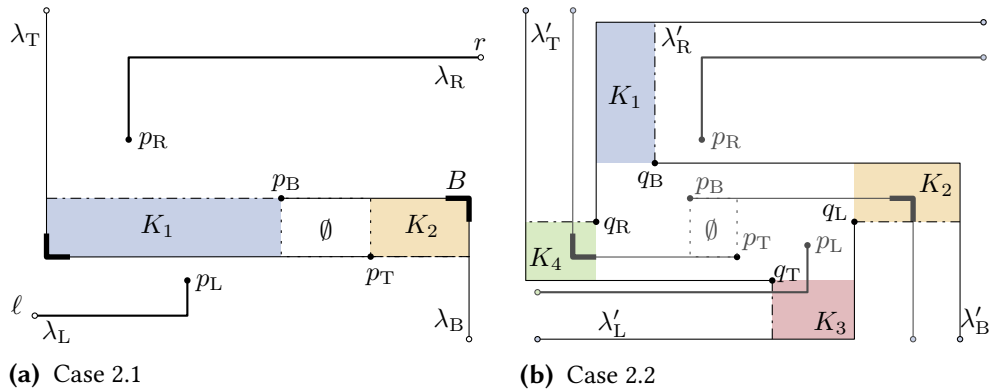 λ_T
r
λ_R
p_R
p_B
B
K_1
∅
K_2
p_T
p_L
ℓ
λ_L
λ_B
(a) Case 2.1
λ′_T
λ′_R
K_1
p_R
q_B
p_B
K_2
q_R
∅
q_L
p_T
p_L
K_4
q_T
λ′_L
K_3
λ′_B
(b) Case 2.2